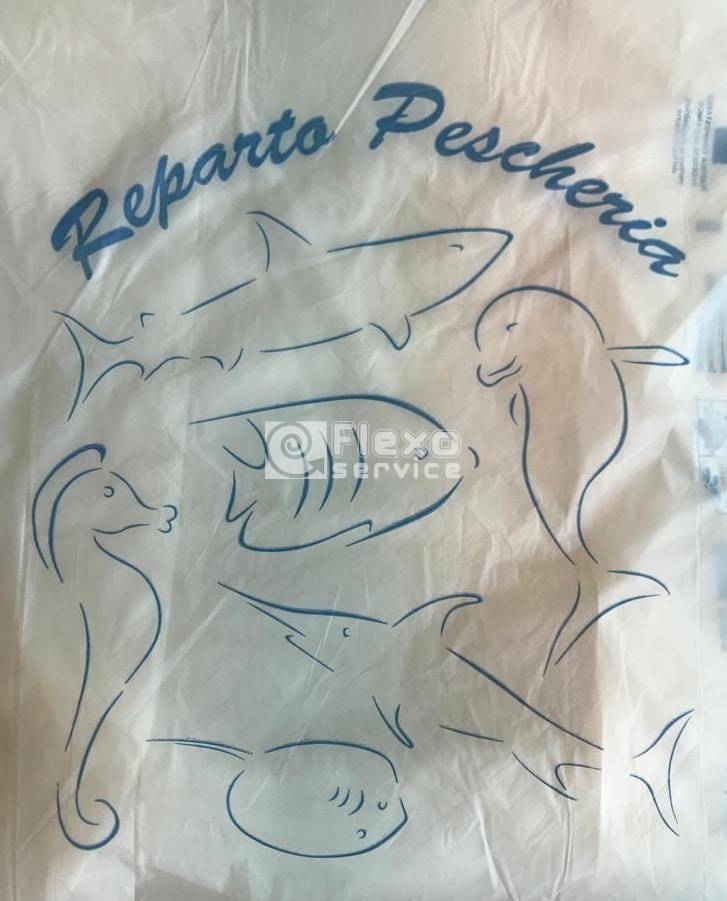 Reparto Pescheria
Flexo
service